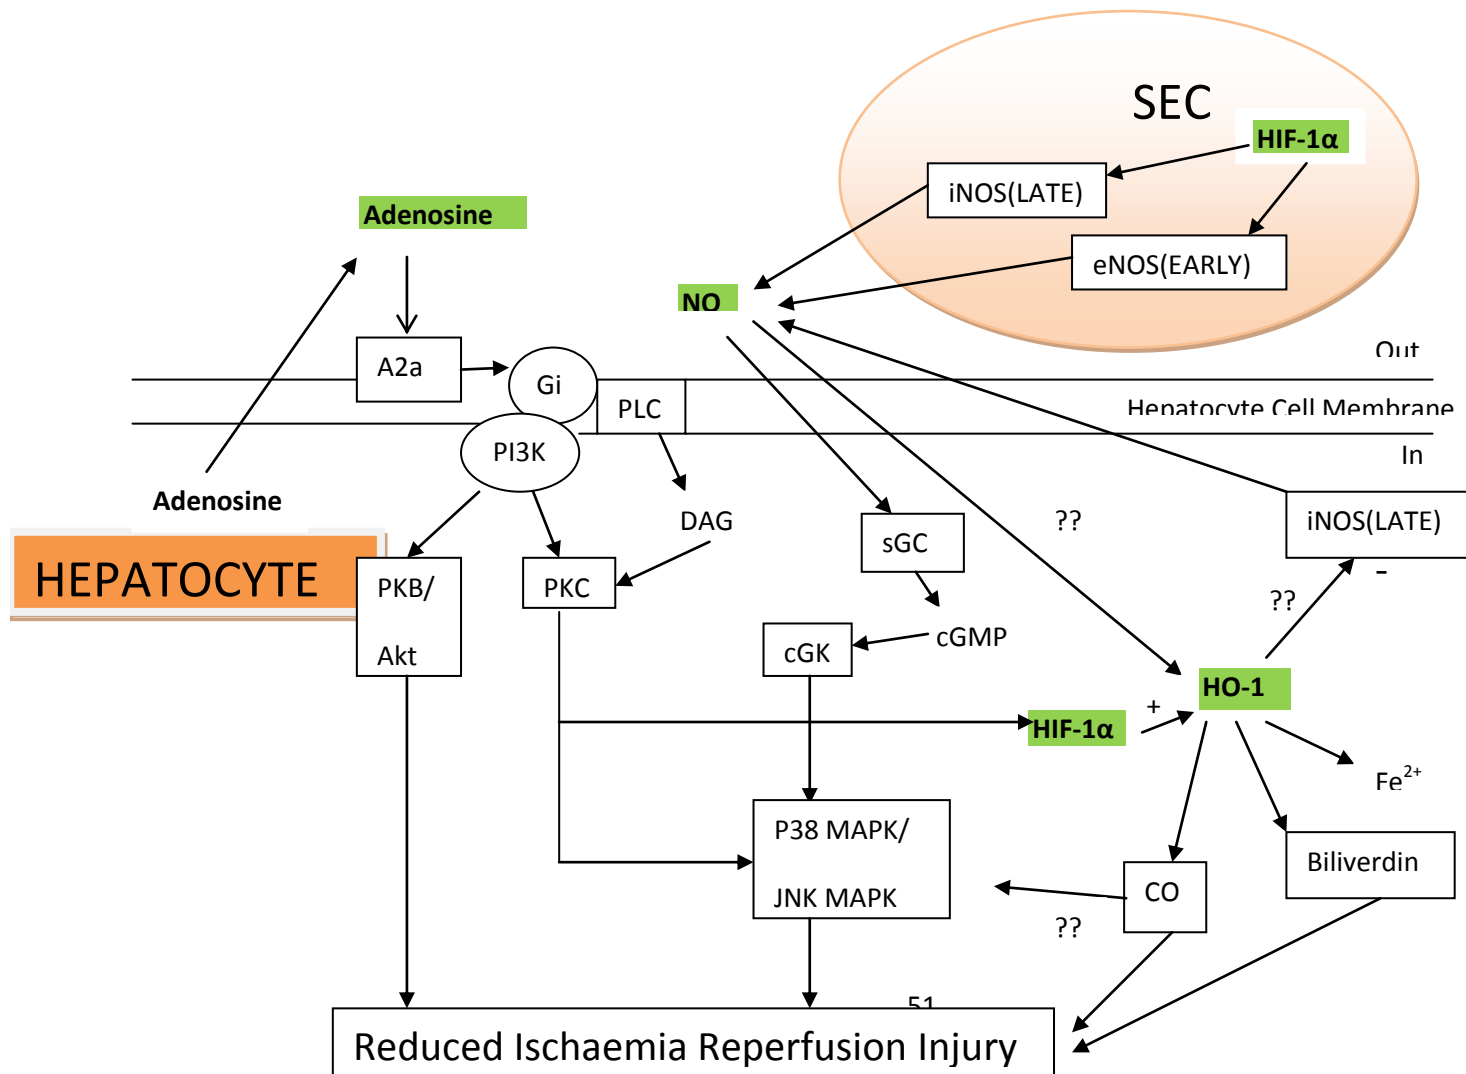 SEC
HIF-1α
iNOS(LATE)
Adenosine
eNOS(EARLY)
NO
Out
A2a
Gi
PLC
Hepatocyte Cell Membrane
PI3K
In
Adenosine
DAG
??
iNOS(LATE)
sGC
HEPATOCYTE
PKB/
Akt
PKC
-
??
cGMP
cGK
HO-1
+
HIF-1α
Fe2+
P38 MAPK/
JNK MAPK
Biliverdin
CO
??
51
Reduced Ischaemia Reperfusion Injury